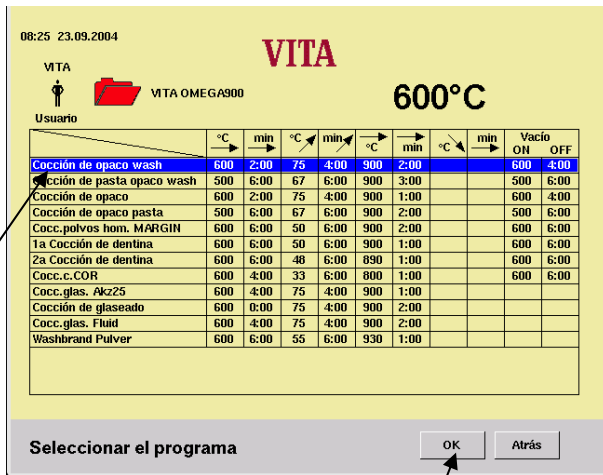 08:25 23.09.2004
VITA
VITA
VITA OMEGA900
600°C
Usuario
°C min °C min °C min °C min Vacío
ON OFF
Cocción de opaco wash 600 2:00 75 4:00 900 2:00 600 4:00
Cocción de pasta opaco wash 500 6:00 67 6:00 900 3:00 500 6:00
Cocción de opaco 600 2:00 75 4:00 900 1:00 600 4:00
Cocción de opaco pasta 500 6:00 67 6:00 900 2:00 500 6:00
Cocc.polvos hom. MARGIN 600 6:00 50 6:00 900 2:00 600 6:00
1a Cocción de dentina 600 6:00 50 6:00 900 1:00 600 6:00
2a Cocción de dentina 600 6:00 48 6:00 890 1:00 600 6:00
Cocc.c.COR 600 4:00 33 6:00 800 1:00 600 6:00
Cocc.glas. Akz25 600 4:00 75 4:00 900 1:00
Cocción de glaseado 600 0:00 75 4:00 900 2:00
Cocc.glas. Fluid 600 4:00 75 4:00 900 2:00
Washbrand Pulver 600 6:00 55 6:00 930 1:00
Seleccionar el programa
OK
Atrás